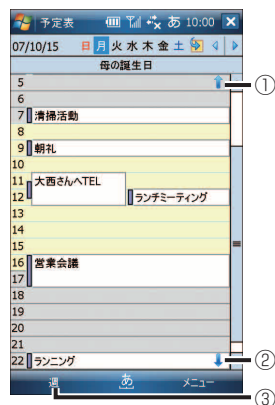 予定表 あ 10:00
07/10/15 日 月 火 水 木 金 土
母の誕生日
5
①
6
7 清掃活動
8
9 朝礼
10
11 大西さんへTEL
12 ランチミーティング
13
14
15
16 営業会議
17
18
19
20
21
22 ランニング
②
週 あ メニュー
③